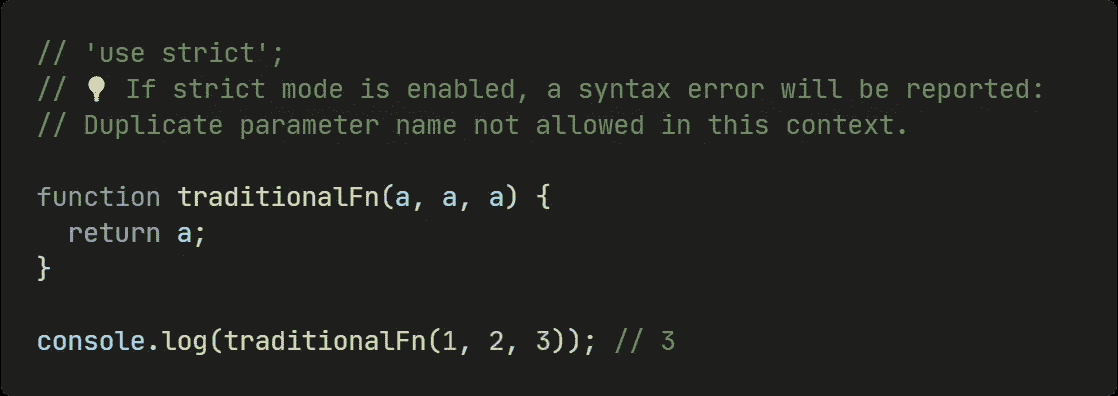 // 'use strict';
// 💡 If strict mode is enabled, a syntax error will be reported:
// Duplicate parameter name not allowed in this context.
function traditionalFn(a, a, a) {
  return a;
}
console.log(traditionalFn(1, 2, 3)); // 3